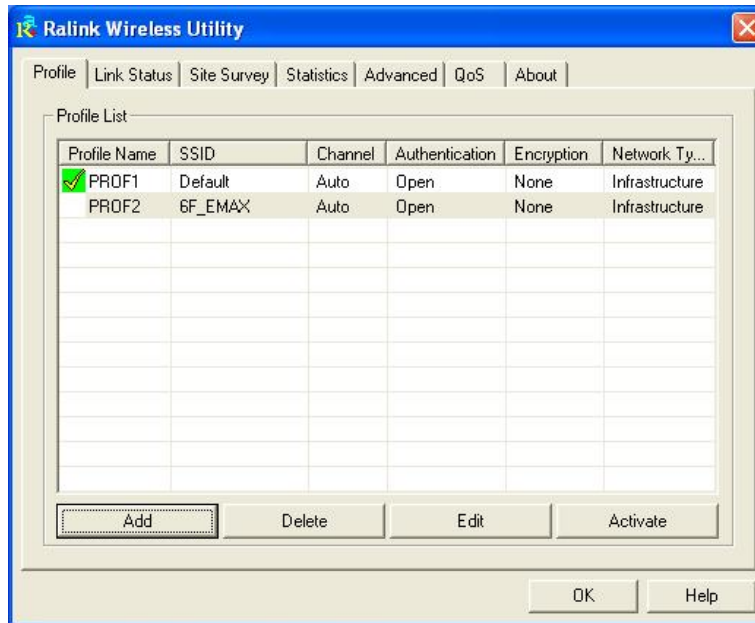 Ralink Wireless Utility
Profile Link Status Site Survey Statistics Advanced QoS About
Profile List
Profile Name SSID Channel Authentication Encryption Network Ty...
PROF1 Default Auto Open None Infrastructure
PROF2 6F_EMAX Auto Open None Infrastructure
Add Delete Edit Activate
OK Help